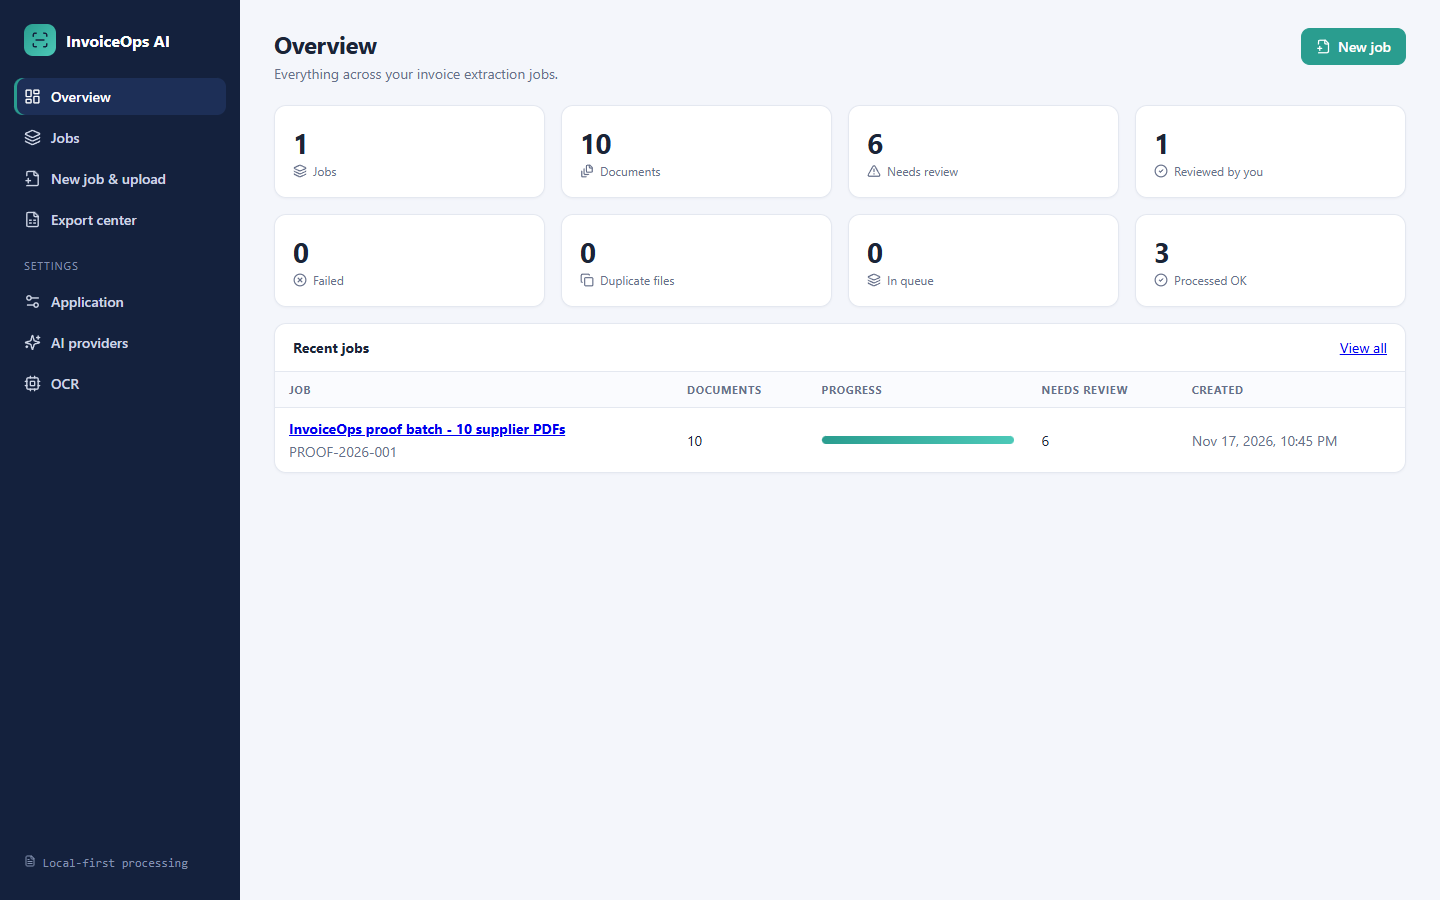 InvoiceOps AI
Overview
Jobs
New job & upload
Export center
SETTINGS
Application
AI providers
OCR
Local-first processing
Overview
Everything across your invoice extraction jobs.
New job
1
Jobs
10
Documents
6
Needs review
1
Reviewed by you
0
Failed
0
Duplicate files
0
In queue
3
Processed OK
Recent jobs
View all
JOB DOCUMENTS PROGRESS NEEDS REVIEW CREATED
InvoiceOps proof batch - 10 supplier PDFs
PROOF-2026-001
10 6 Nov 17, 2026, 10:45 PM